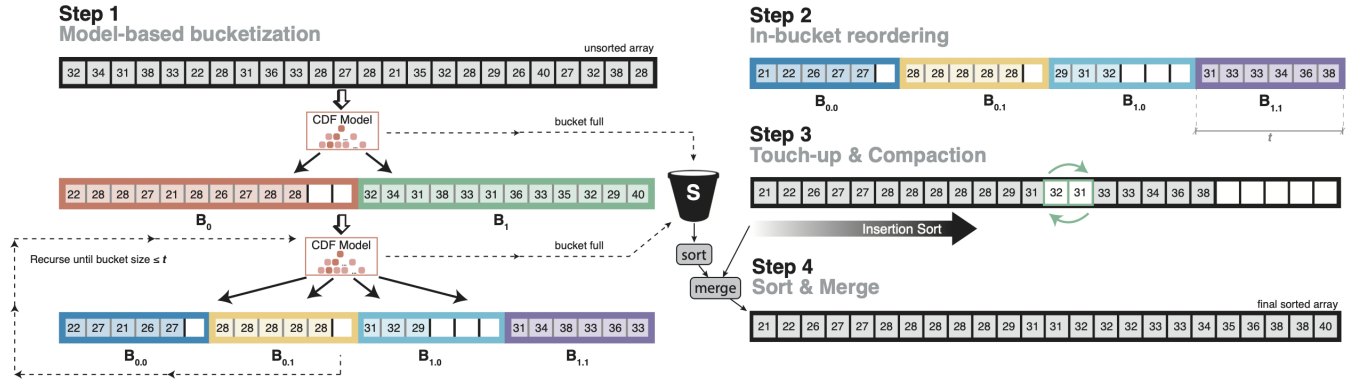 Step 1
Model-based bucketization
unsorted array
32 34 31 38 33 22 28 31 36 33 28 27 28 21 35 32 28 29 26 40 27 32 38 28
CDF Model
bucket full
22 28 28 27 21 28 26 27 28 28 32 34 31 38 31 36 33 35 33 35 32 29 40
B0 B1
CDF Model
bucket full
Recurse until bucket size ≤ t
22 27 21 26 27 28 28 28 28 28 31 32 29 31 34 38 33 36 33
B0.0 B0.1 B1.0 B1.1
S
sort
merge
Step 2
In-bucket reordering
21 22 26 27 27 28 28 28 28 28 29 31 32 31 33 33 34 36 38
B0.0 B0.1 B1.0 B1.1
t
Step 3
Touch-up & Compaction
21 22 26 27 27 28 28 28 28 28 29 31 32 31 33 33 34 36 38
Insertion Sort
Step 4
Sort & Merge
final sorted array
21 22 26 27 27 28 28 28 28 28 28 29 31 31 32 32 32 33 33 34 35 36 38 38 40